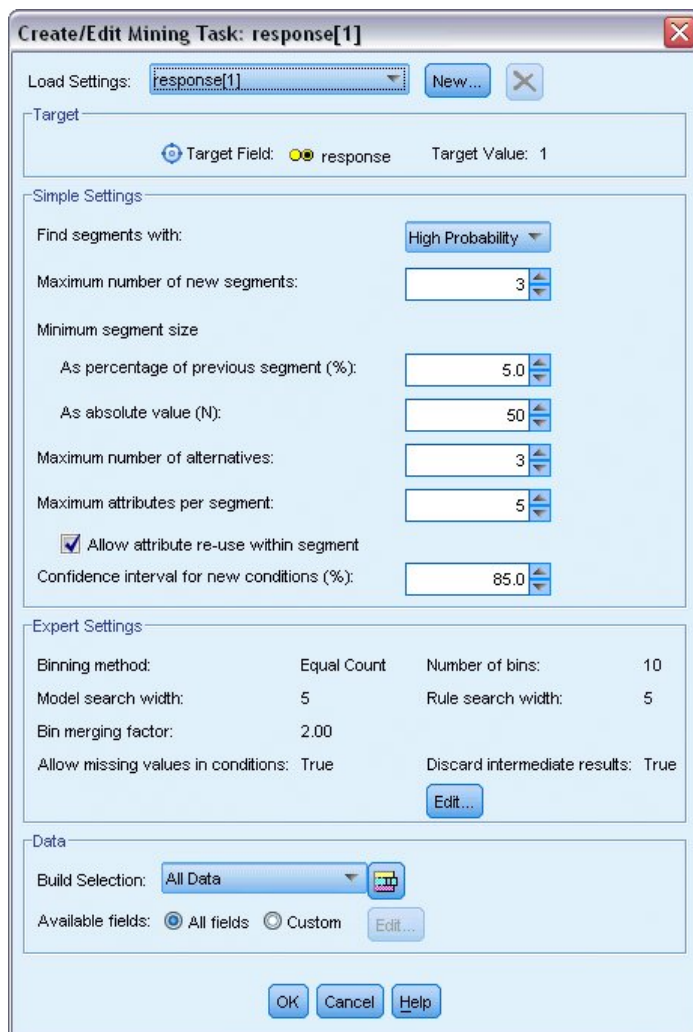 Create/Edit Mining Task: response[1]
Load Settings: response[1] New...
Target
Target Field: response Target Value: 1
Simple Settings
Find segments with: High Probability
Maximum number of new segments: 3
Minimum segment size
As percentage of previous segment (%): 5.0
As absolute value (N): 50
Maximum number of alternatives: 3
Maximum attributes per segment: 5
Allow attribute re-use within segment
Confidence interval for new conditions (%): 85.0
Expert Settings
Binning method: Equal Count Number of bins: 10
Model search width: 5 Rule search width: 5
Bin merging factor: 2.00
Allow missing values in conditions: True Discard intermediate results: True
Edit...
Data
Build Selection: All Data
Available fields: All fields Custom Edit...
OK Cancel Help